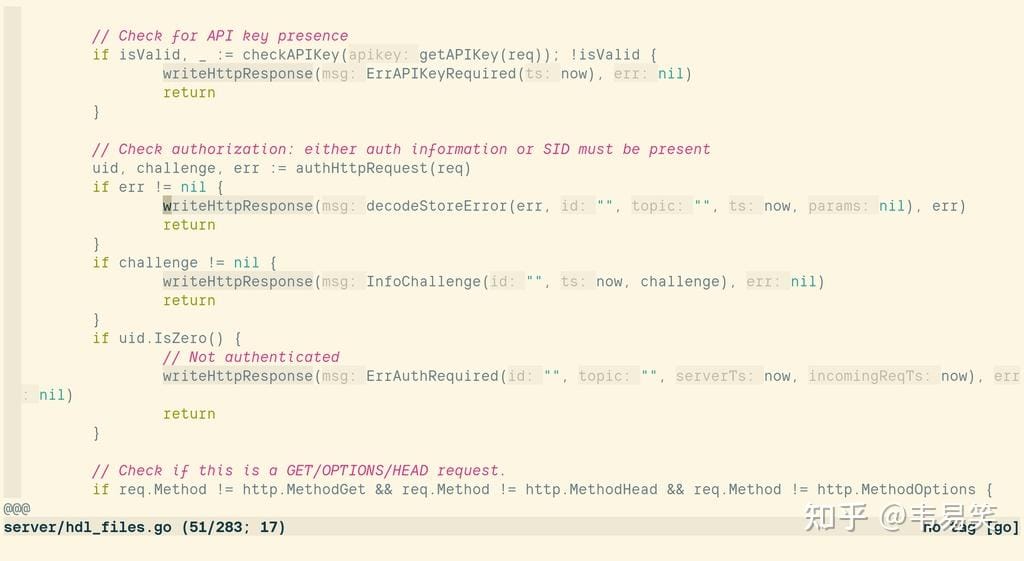 // Check for API key presence
if isValid, _ := checkAPIKey(apikey: getAPIKey(req)); !isValid {
writeHttpResponse(msg: ErrAPIKeyRequired(ts: now), err: nil)
return
}
// Check authorization: either auth information or SID must be present
uid, challenge, err := authHttpRequest(req)
if err != nil {
writeHttpResponse(msg: decodeStoreError(err, id: "", topic: "", ts: now, params: nil), err)
return
}
if challenge != nil {
writeHttpResponse(msg: InfoChallenge(id: "", ts: now, challenge), err: nil)
return
}
if uid.IsZero() {
// Not authenticated
writeHttpResponse(msg: ErrAuthRequired(id: "", topic: "", serverTs: now, incomingReqTs: now), err
: nil)
return
}
// Check if this is a GET/OPTIONS/HEAD request.
if req.Method != http.MethodGet && req.Method != http.MethodHead && req.Method != http.MethodOptions {
@@@
server/hdl_files.go (51/283; 17) no tag [go]
知乎 @韦易笑